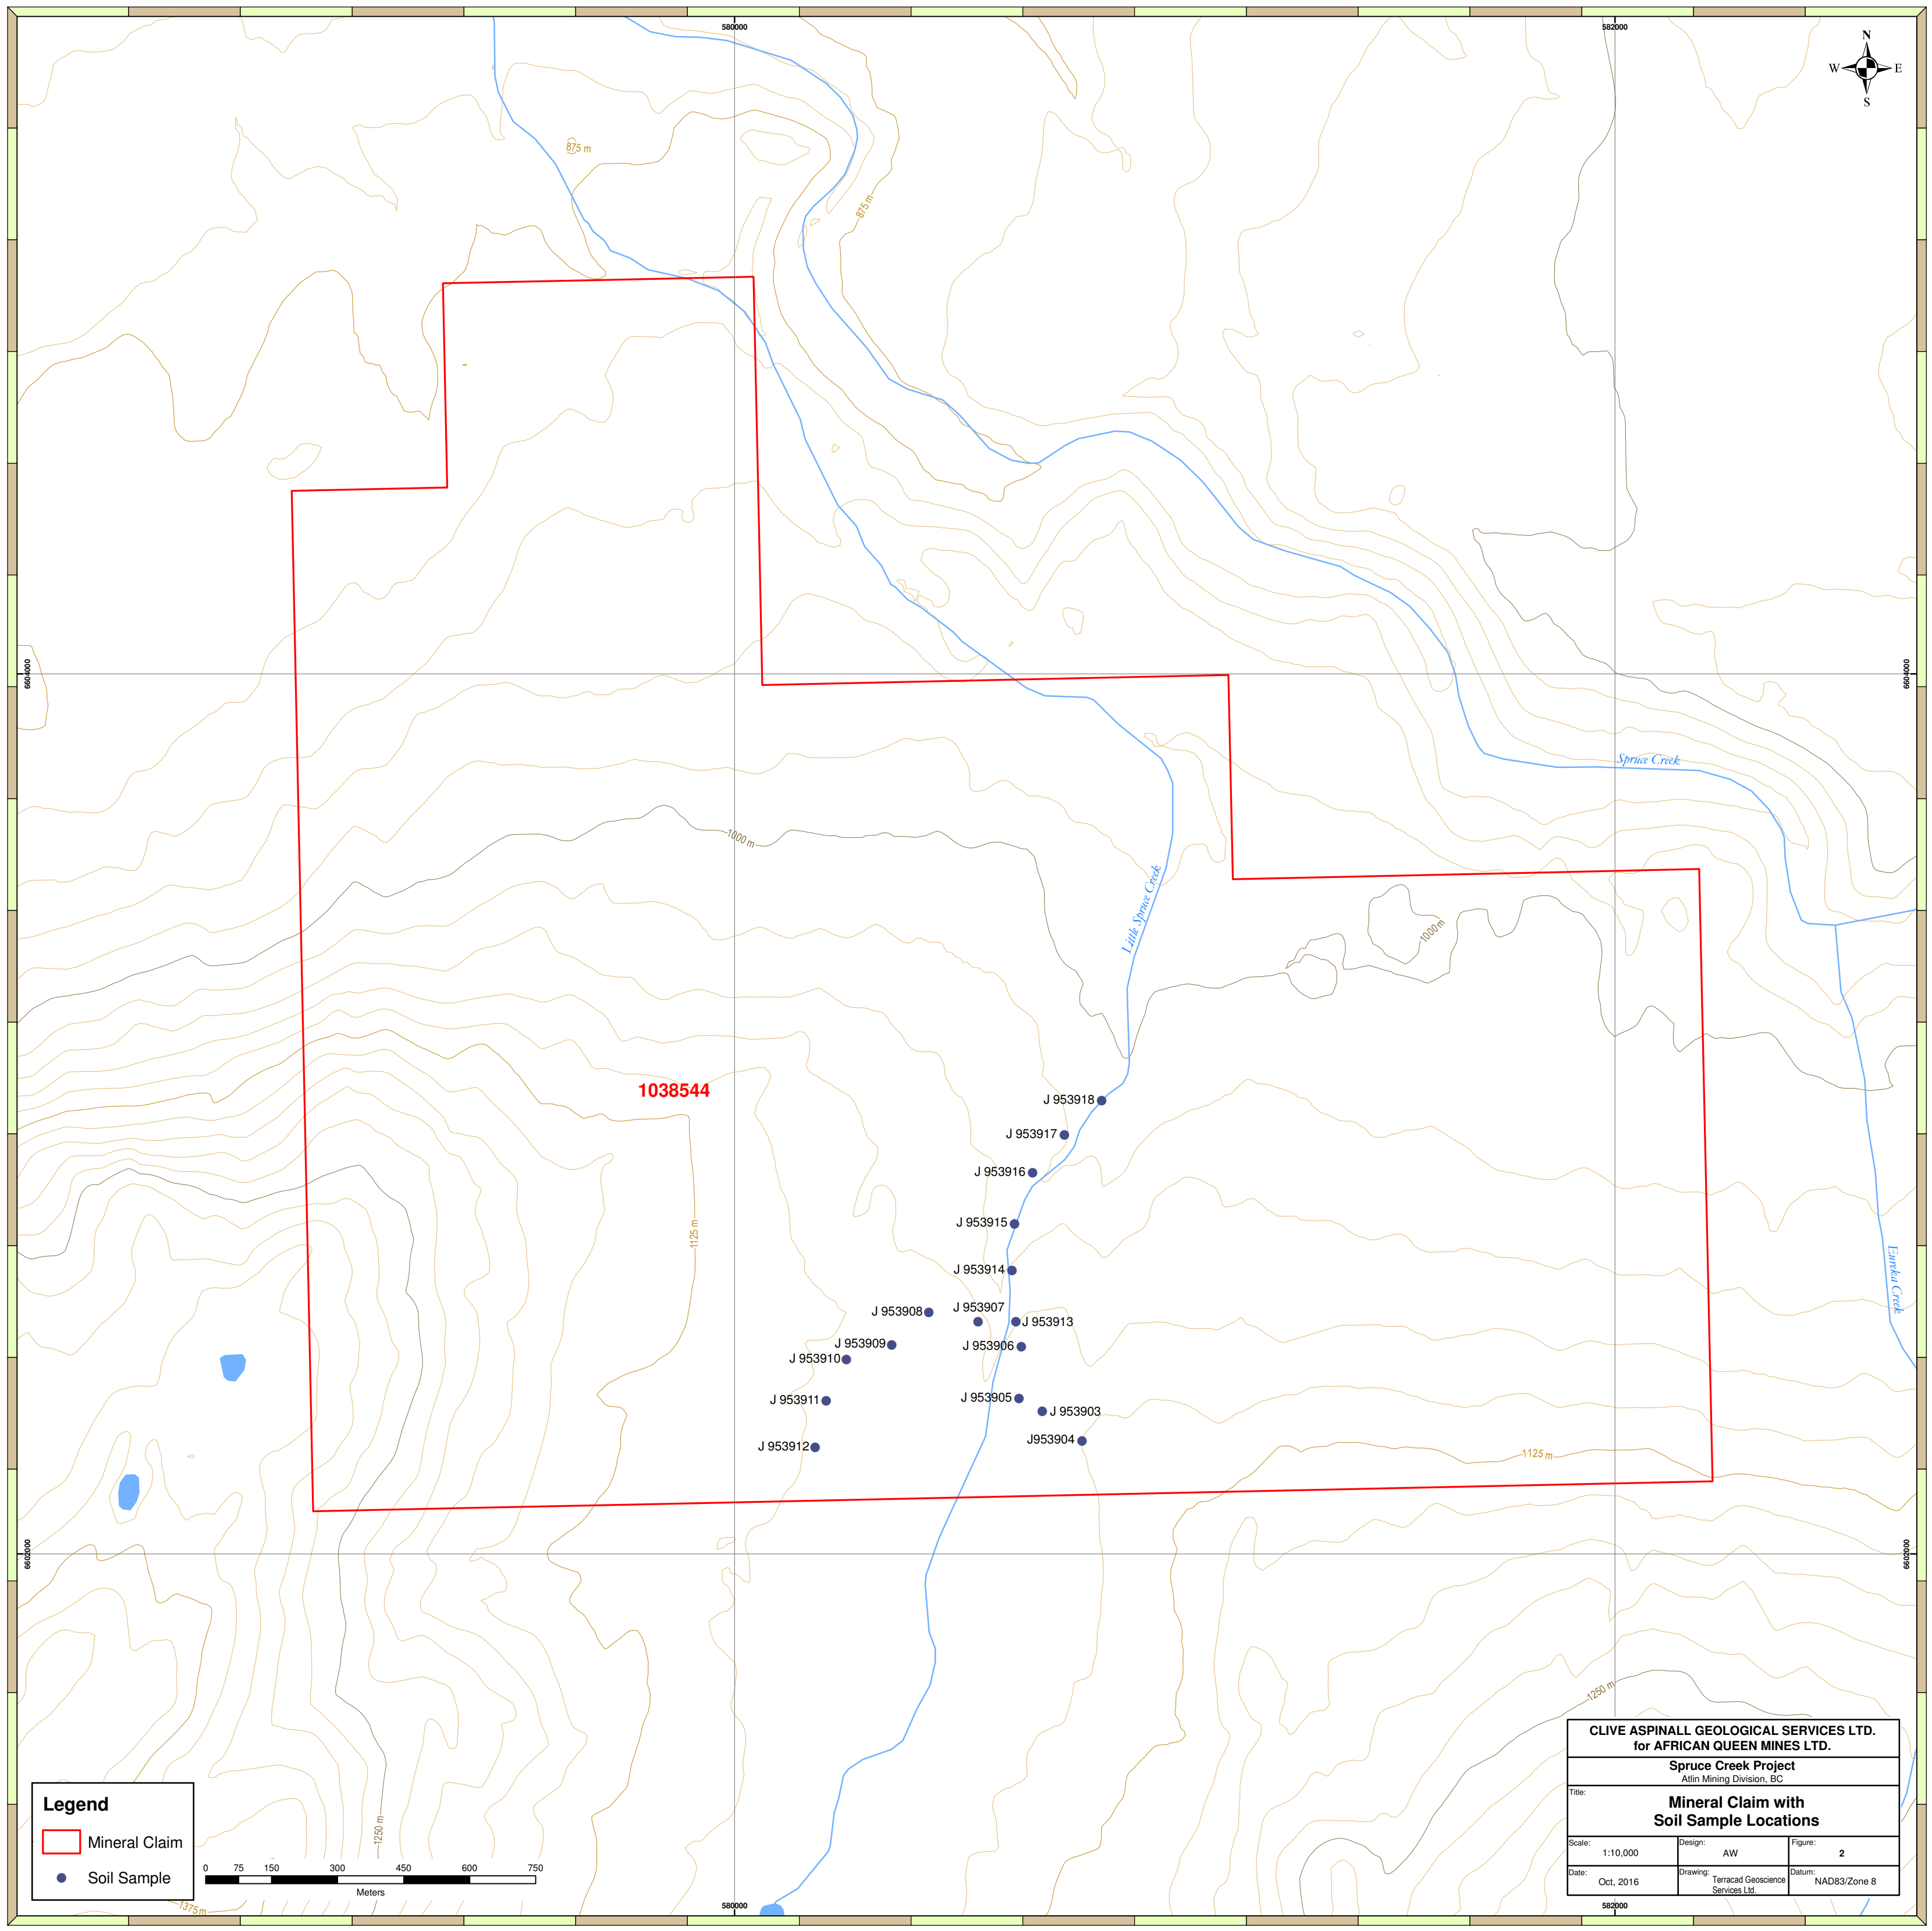 580000
582000
N
W E
S
875 m
875 m
6604000
6604000
Spruce Creek
1000 m
Little Spruce Creek
1000 m
1038544
J 953918
J 953917
J 953916
J 953915
1125 m
J 953914
Eureka Creek
J 953907
J 953908
J 953913
J 953909
J 953906
J 953910
J 953905
J 953911
J 953903
J953904
J 953912
1125 m
6602000
6602000
1250 m
CLIVE ASPINALL GEOLOGICAL SERVICES LTD.
for AFRICAN QUEEN MINES LTD.
Spruce Creek Project
Atlin Mining Division, BC
Title:
Mineral Claim with
Soil Sample Locations
Scale:
1:10,000
Design:
AW
Figure:
2
Date:
Oct, 2016
Drawing:
Terracad Geoscience
Services Ltd.
Datum:
NAD83/Zone 8
Legend
Mineral Claim
Soil Sample
1250 m
0 75 150 300 450 600 750
Meters
1375 m
580000
582000